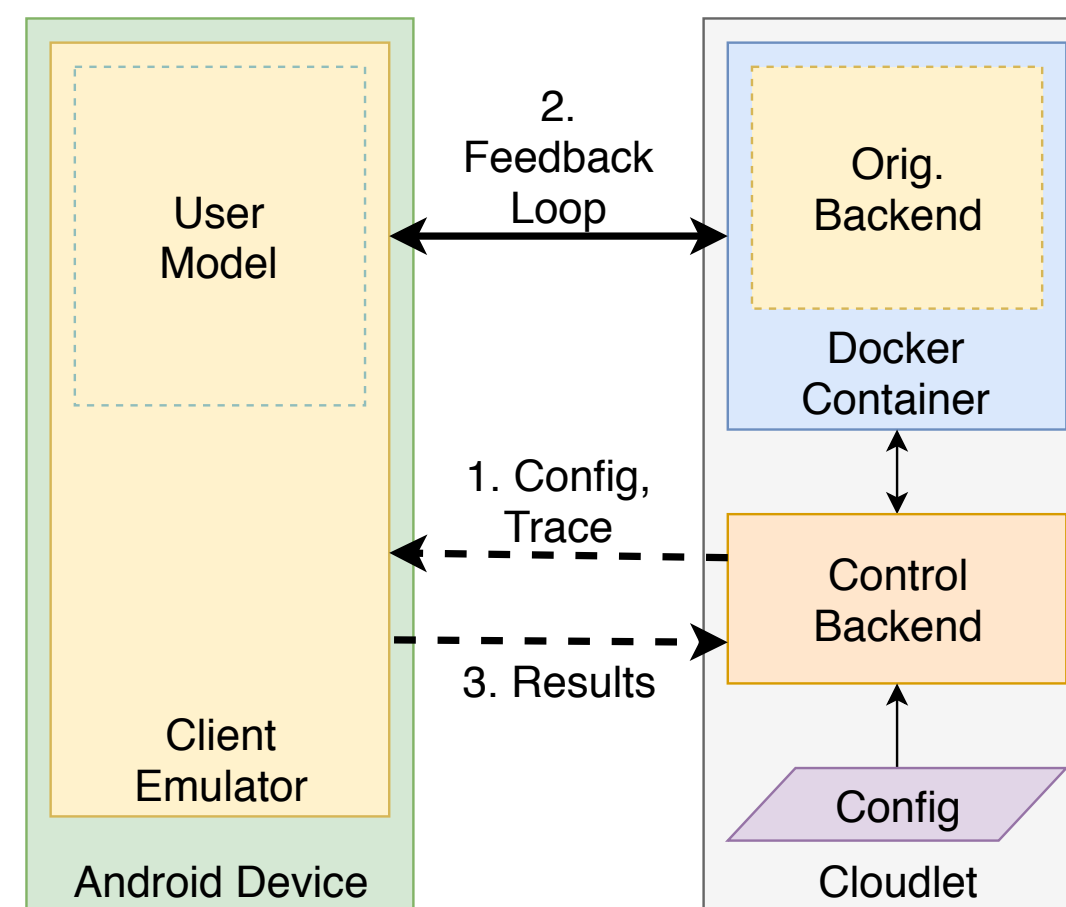 User
Model
Client
Emulator
Android Device
2.
Feedback
Loop
1. Config,
Trace
3. Results
Orig.
Backend
Docker
Container
Control
Backend
Config
Cloudlet